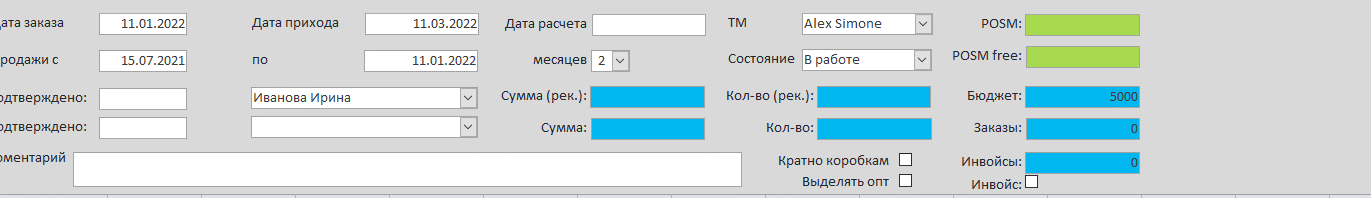 ата заказа 11.01.2022 Дата прихода 11.03.2022 Дата расчета ТМ Alex Simone POSM:
родажи с 15.07.2021 по 11.01.2022 месяцев 2 Состояние В работе POSM free:
одтверждено: Иванова Ирина Сумма (рек.): Кол-во (рек.): Бюджет: 5000
одтверждено: Сумма: Кол-во: Заказы: 0
оментарий Кратно коробкам Инвойсы: 0
Выделять опт Инвойс: